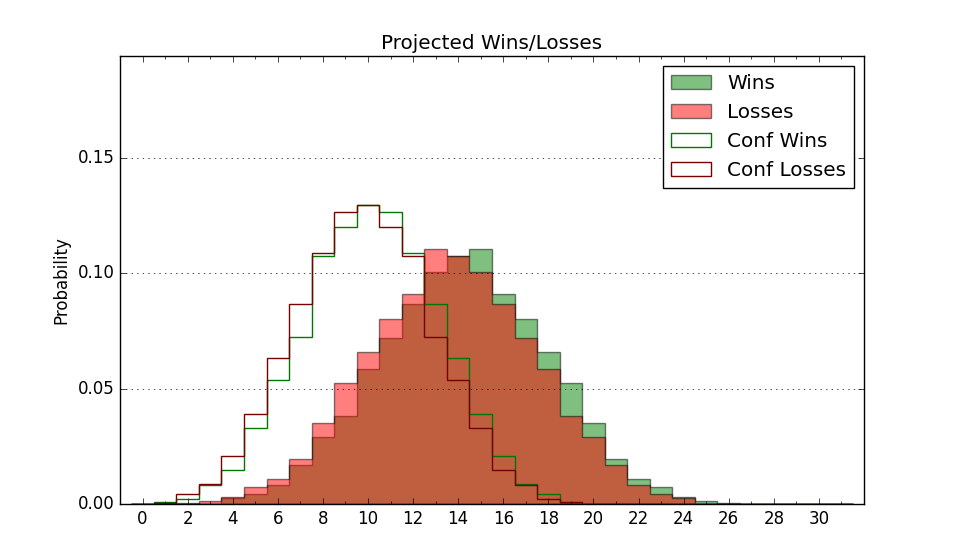 Projected Wins/Losses
Wins
Losses
Conf Wins
Conf Losses
Probability
0.15
0.10
0.05
0.00
0 2 4 6 8 10 12 14 16 18 20 22 24 26 28 30